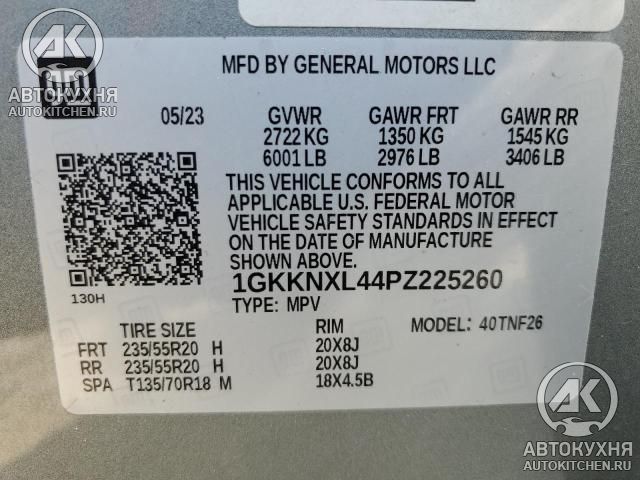 AK
АВТОКУХНЯ
AUTOKITCHEN.RU
MFD BY GENERAL MOTORS LLC
05/23 GVWR GAWR FRT GAWR RR
2722 KG 1350 KG 1545 KG
6001 LB 2976 LB 3406 LB
THIS VEHICLE CONFORMS TO ALL
APPLICABLE U.S. FEDERAL MOTOR
VEHICLE SAFETY STANDARDS IN EFFECT
ON THE DATE OF MANUFACTURE
SHOWN ABOVE.
130H
1GKKNXL44PZ225260
TYPE: MPV
TIRE SIZE RIM MODEL: 40TNF26
FRT 235/55R20 H 20X8J
RR 235/55R20 H 20X8J
SPA T135/70R18 M 18X4.5B
AK
АВТОКУХНЯ
AUTOKITCHEN.RU